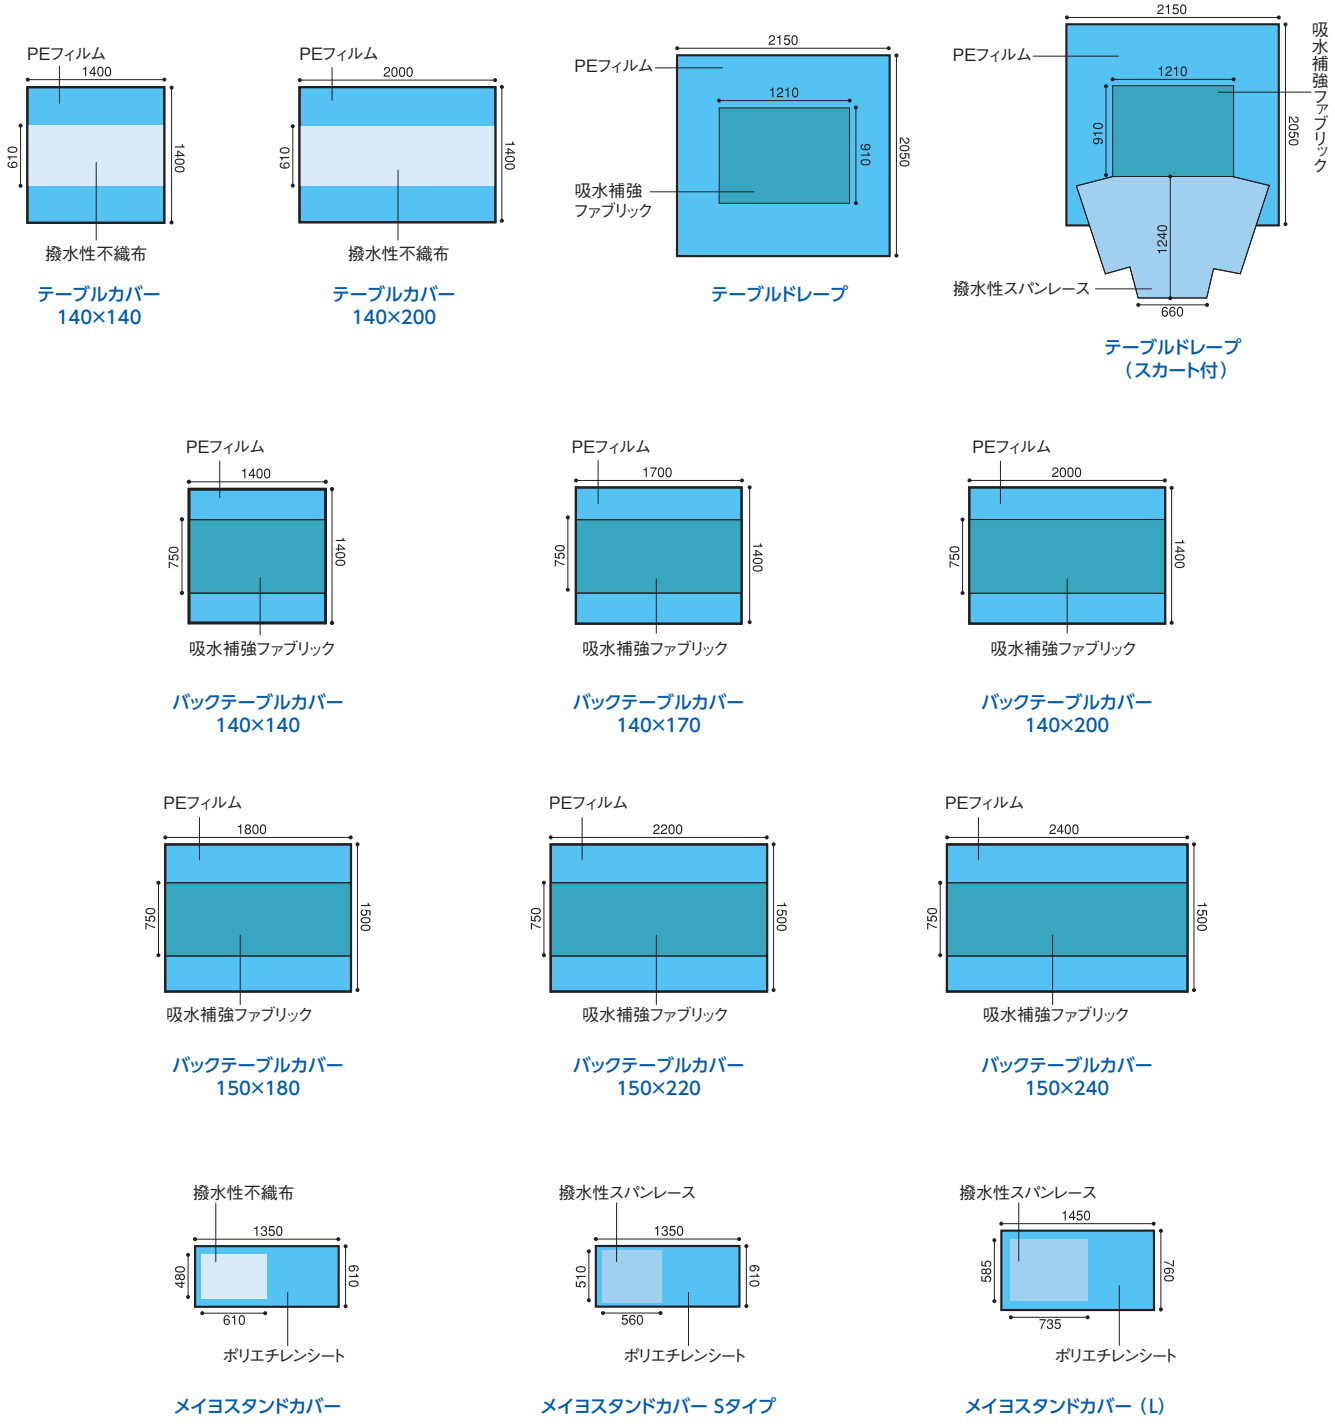 PEフィルム
1400
610
1400
撥水性不織布
テーブルカバー
140×140
PEフィルム
2000
610
1400
撥水性不織布
テーブルカバー
140×200
2150
PEフィルム
1210
910
2050
吸水補強
ファブリック
テーブルドレープ
2150
PEフィルム
吸水補強ファブリック
1210
910
2050
1240
撥水性スパンレース
660
テーブルドレープ
（スカート付）
PEフィルム
1400
750
1400
吸水補強ファブリック
バックテーブルカバー
140×140
PEフィルム
1700
750
1400
吸水補強ファブリック
バックテーブルカバー
140×170
PEフィルム
2000
750
1400
吸水補強ファブリック
バックテーブルカバー
140×200
PEフィルム
1800
750
1500
吸水補強ファブリック
バックテーブルカバー
150×180
PEフィルム
2200
750
1500
吸水補強ファブリック
バックテーブルカバー
150×220
PEフィルム
2400
750
1500
吸水補強ファブリック
バックテーブルカバー
150×240
撥水性不織布
1350
480
610
610
ポリエチレンシート
メイヨスタンドカバー
撥水性スパンレース
1350
510
610
560
ポリエチレンシート
メイヨスタンドカバー Sタイプ
撥水性スパンレース
1450
585
760
735
ポリエチレンシート
メイヨスタンドカバー（L）